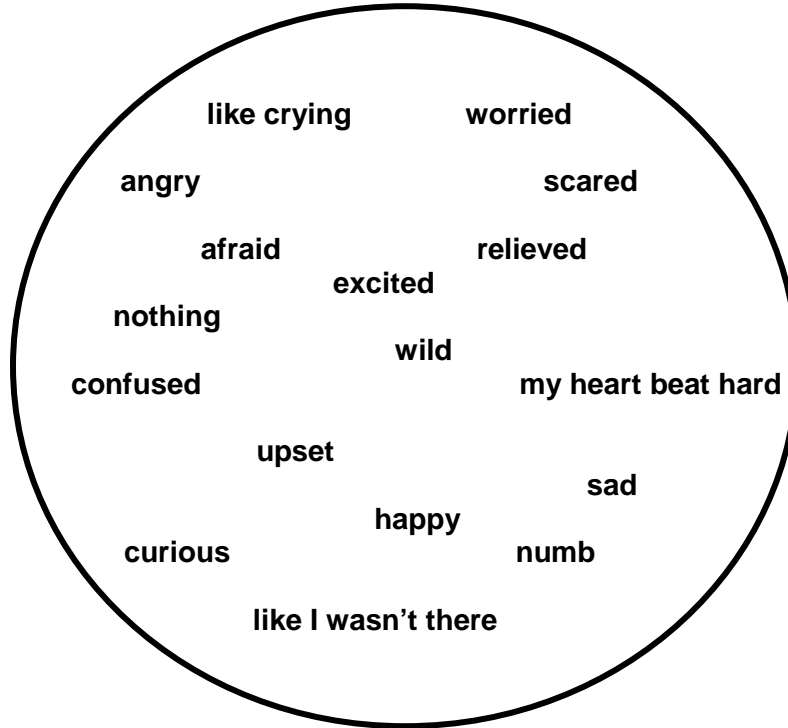 like crying worried
angry scared
afraid relieved
excited
nothing
wild
confused my heart beat hard
upset
sad
happy
curious numb
like I wasn’t there